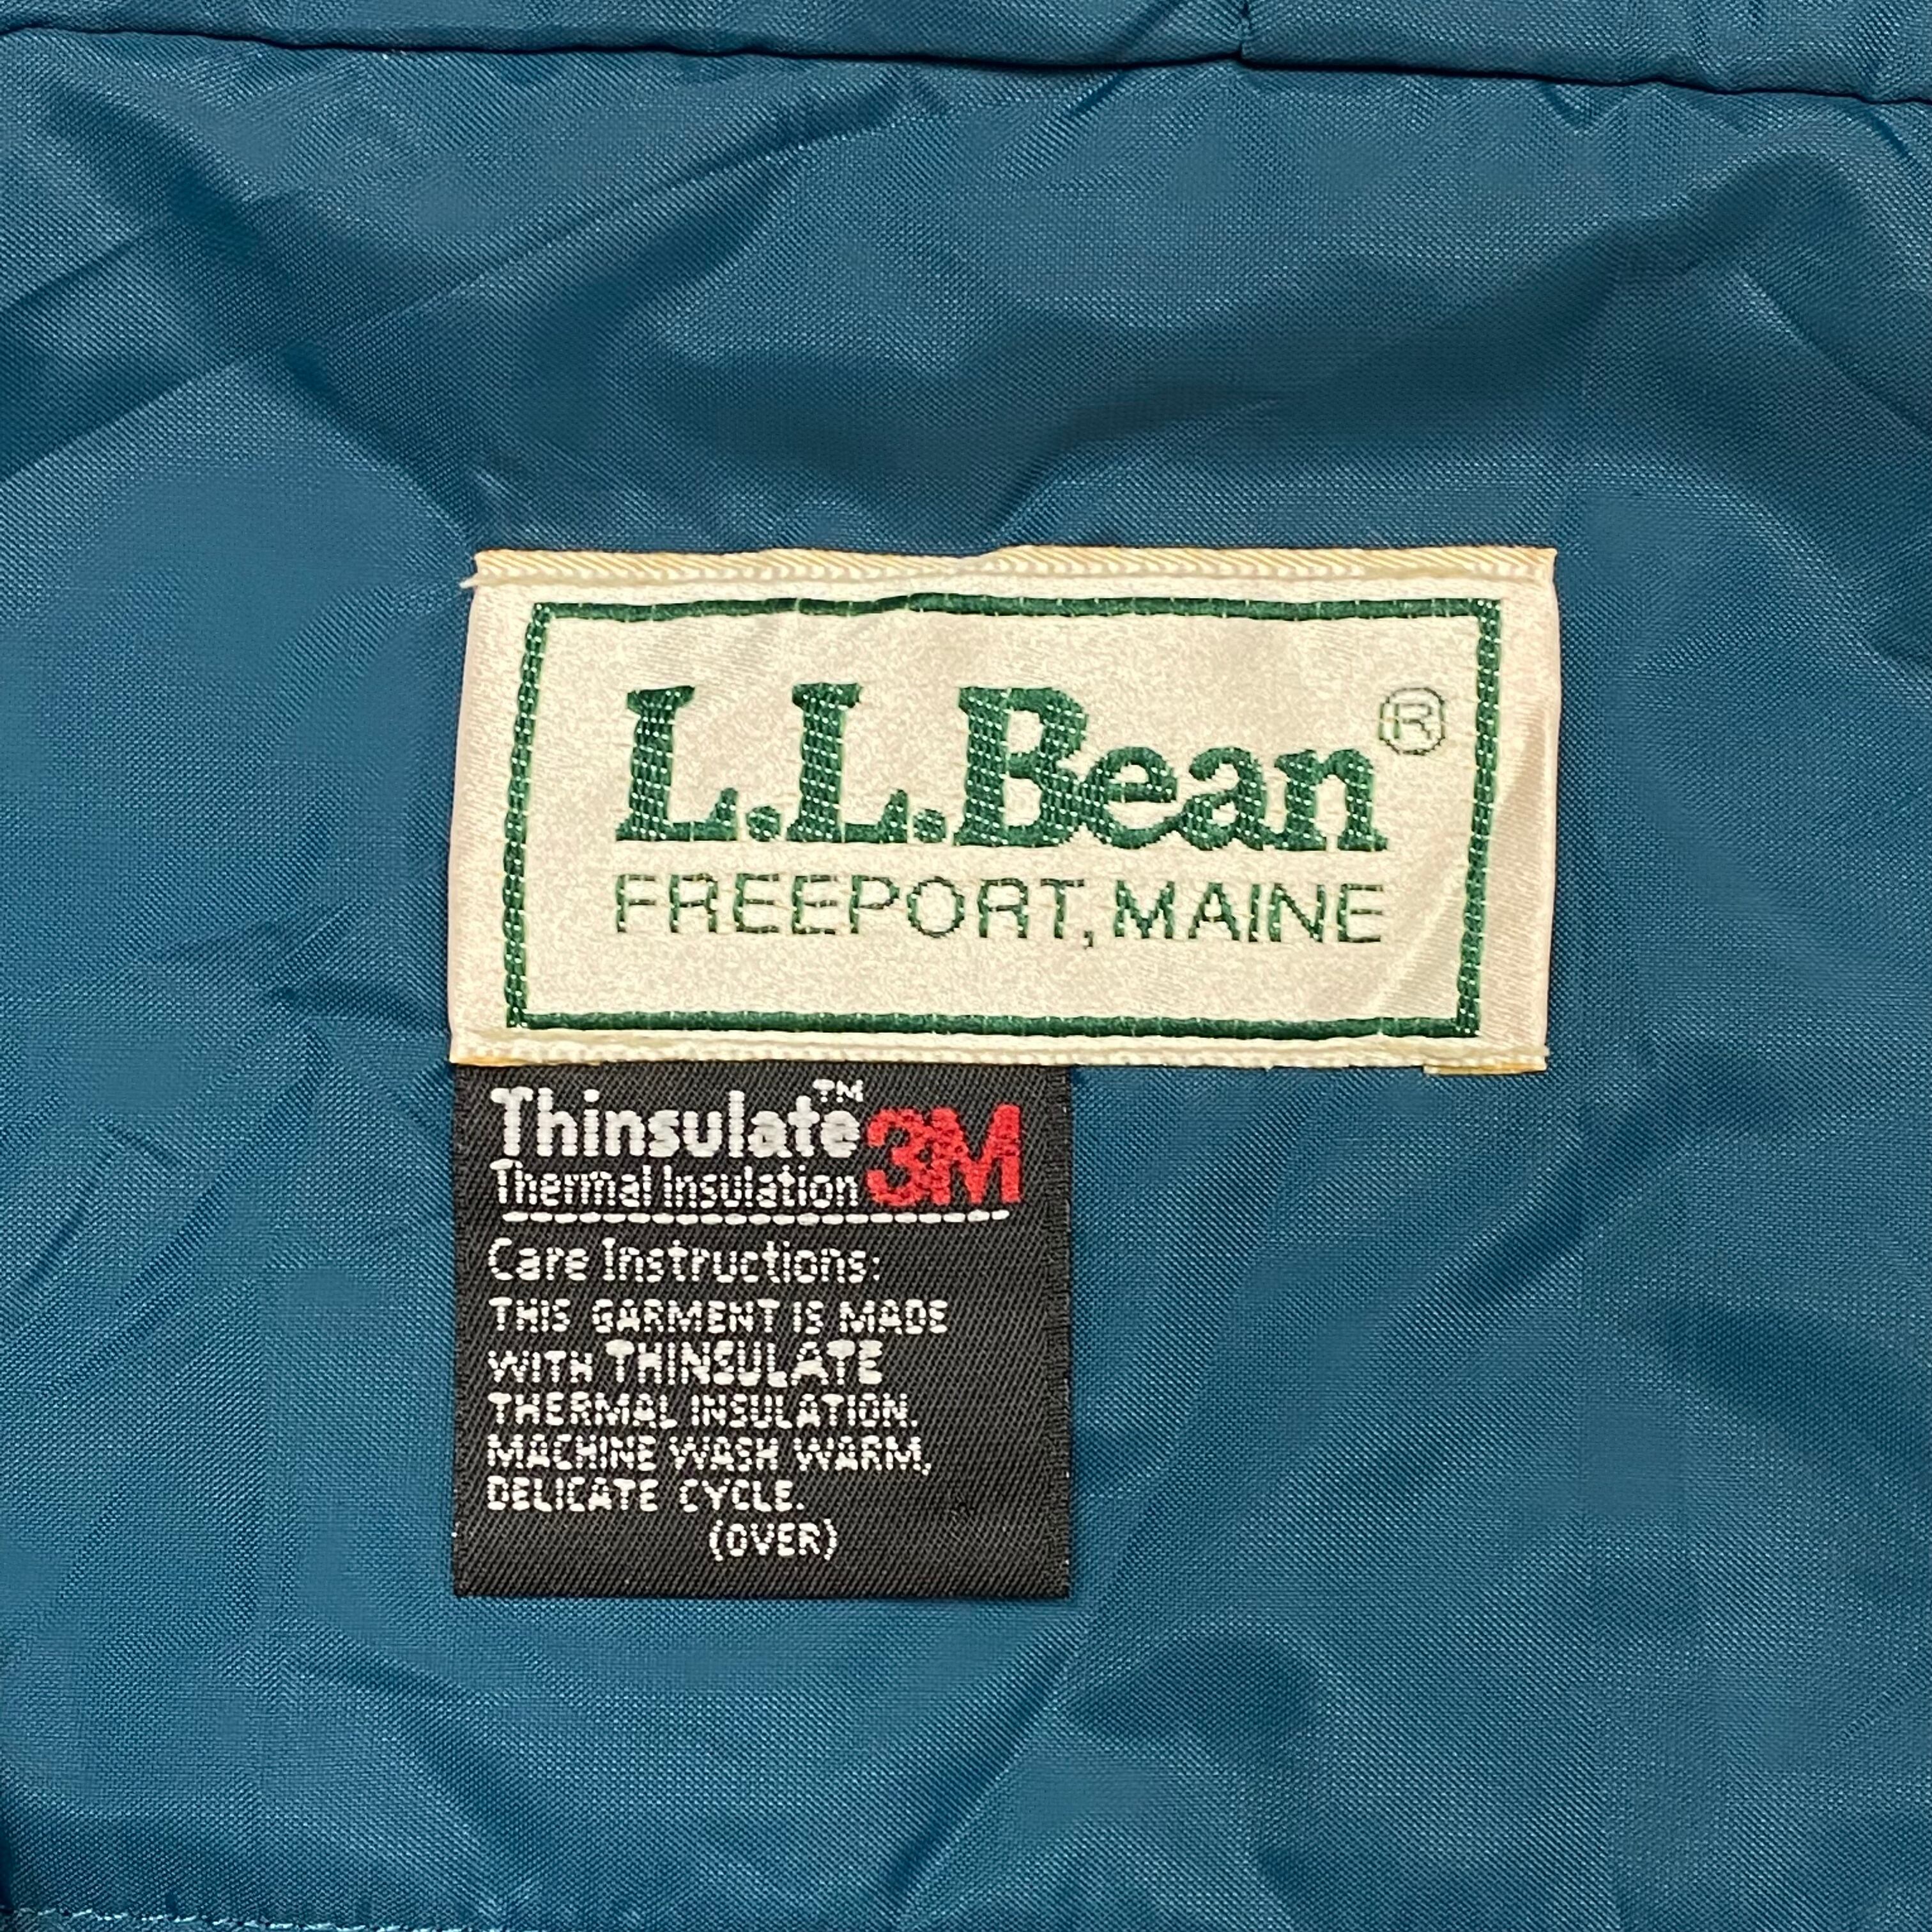 L.L.Bean®
FREEPORT, MAINE
Thinsulate™ 3M
Thermal Insulation
Care Instructions:
THIS GARMENT IS MADE
WITH THINSULATE
THERMAL INSULATION.
MACHINE WASH WARM,
DELICATE CYCLE.
(OVER)